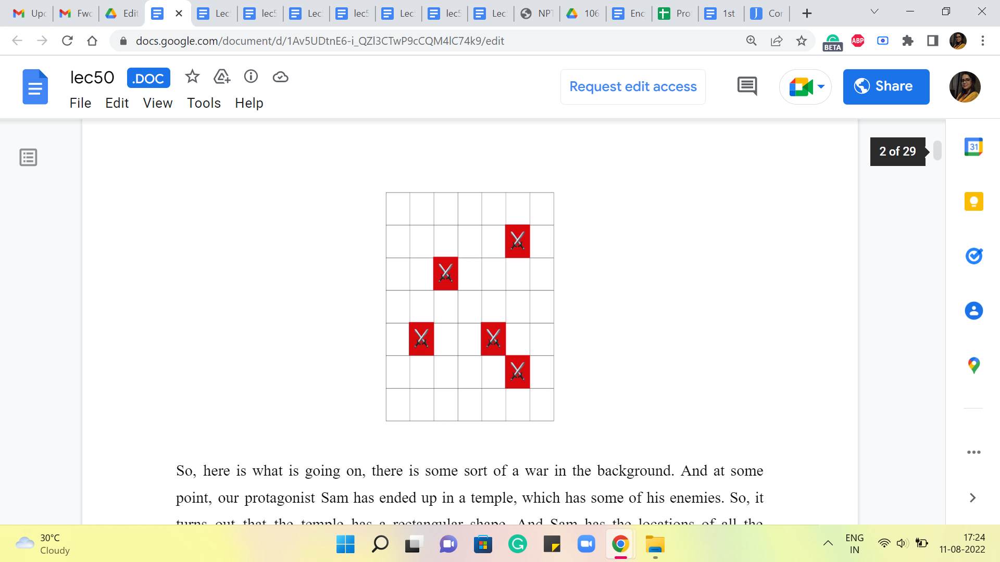 Upc
Fwc
Edit
Lec
lec5
Lec
lec5
Lec
lec5
Lec
NPT
106
Enc
Pro
1st
Cor
docs.google.com/document/d/1Av5UDtnE6-i_QZl3CTwP9cCQM4lC74k9/edit
BETA
ABP
lec50
.DOC
File Edit View Tools Help
Request edit access
Share
2 of 29
31
So, here is what is going on, there is some sort of a war in the background. And at some
point, our protagonist Sam has ended up in a temple, which has some of his enemies. So, it
turns out that the temple has a rectangular shape. And Sam has the locations of all the
30°C
Cloudy
ENG
IN
17:24
11-08-2022